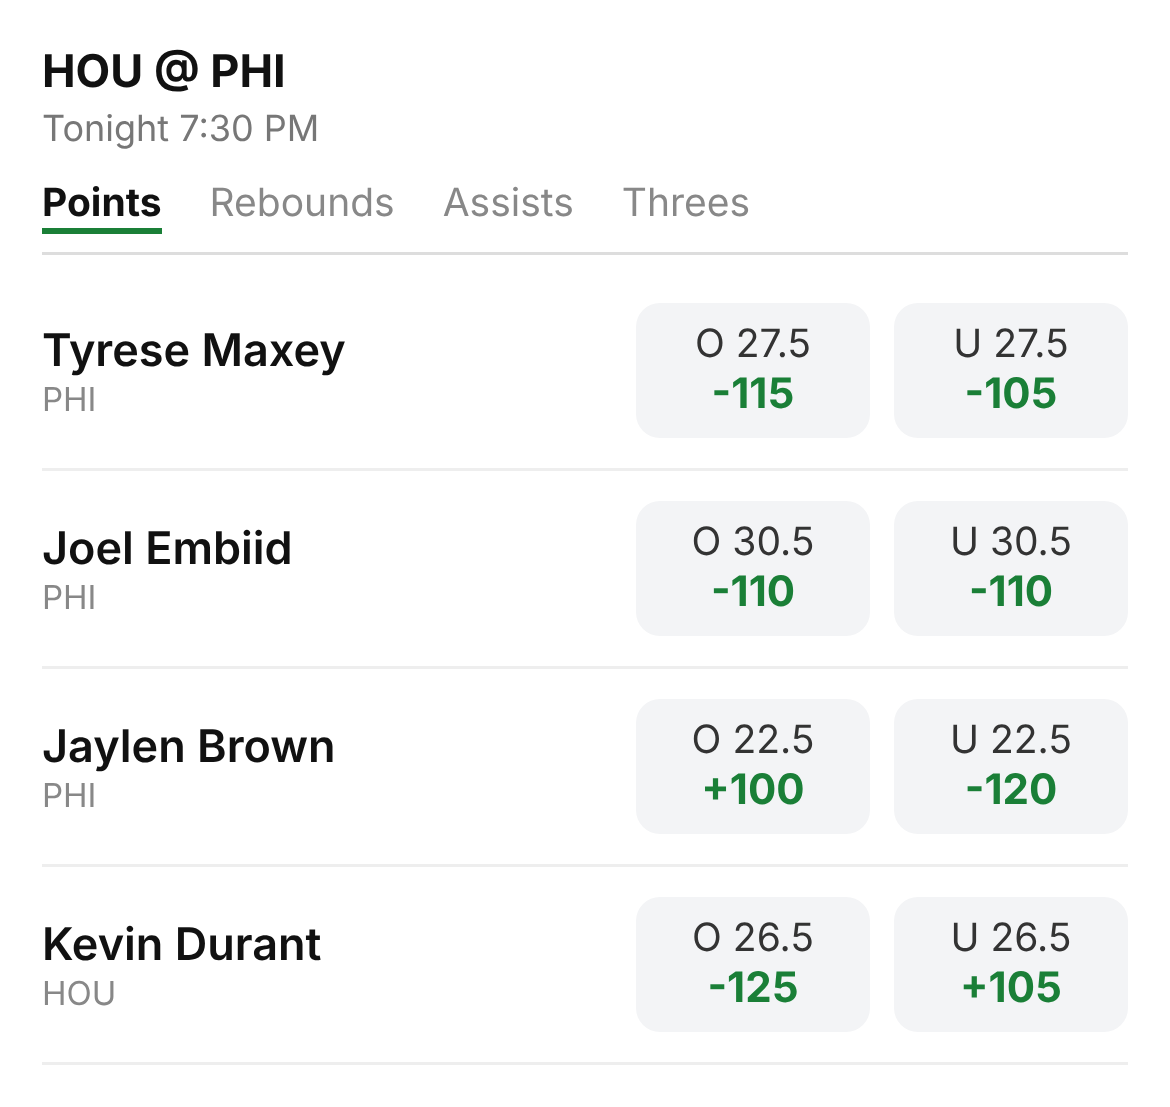 HOU @ PHI
Tonight 7:30 PM
Points Rebounds Assists Threes
Tyrese Maxey
PHI
O 27.5
-115
U 27.5
-105
Joel Embiid
PHI
O 30.5
-110
U 30.5
-110
Jaylen Brown
PHI
O 22.5
+100
U 22.5
-120
Kevin Durant
HOU
O 26.5
-125
U 26.5
+105